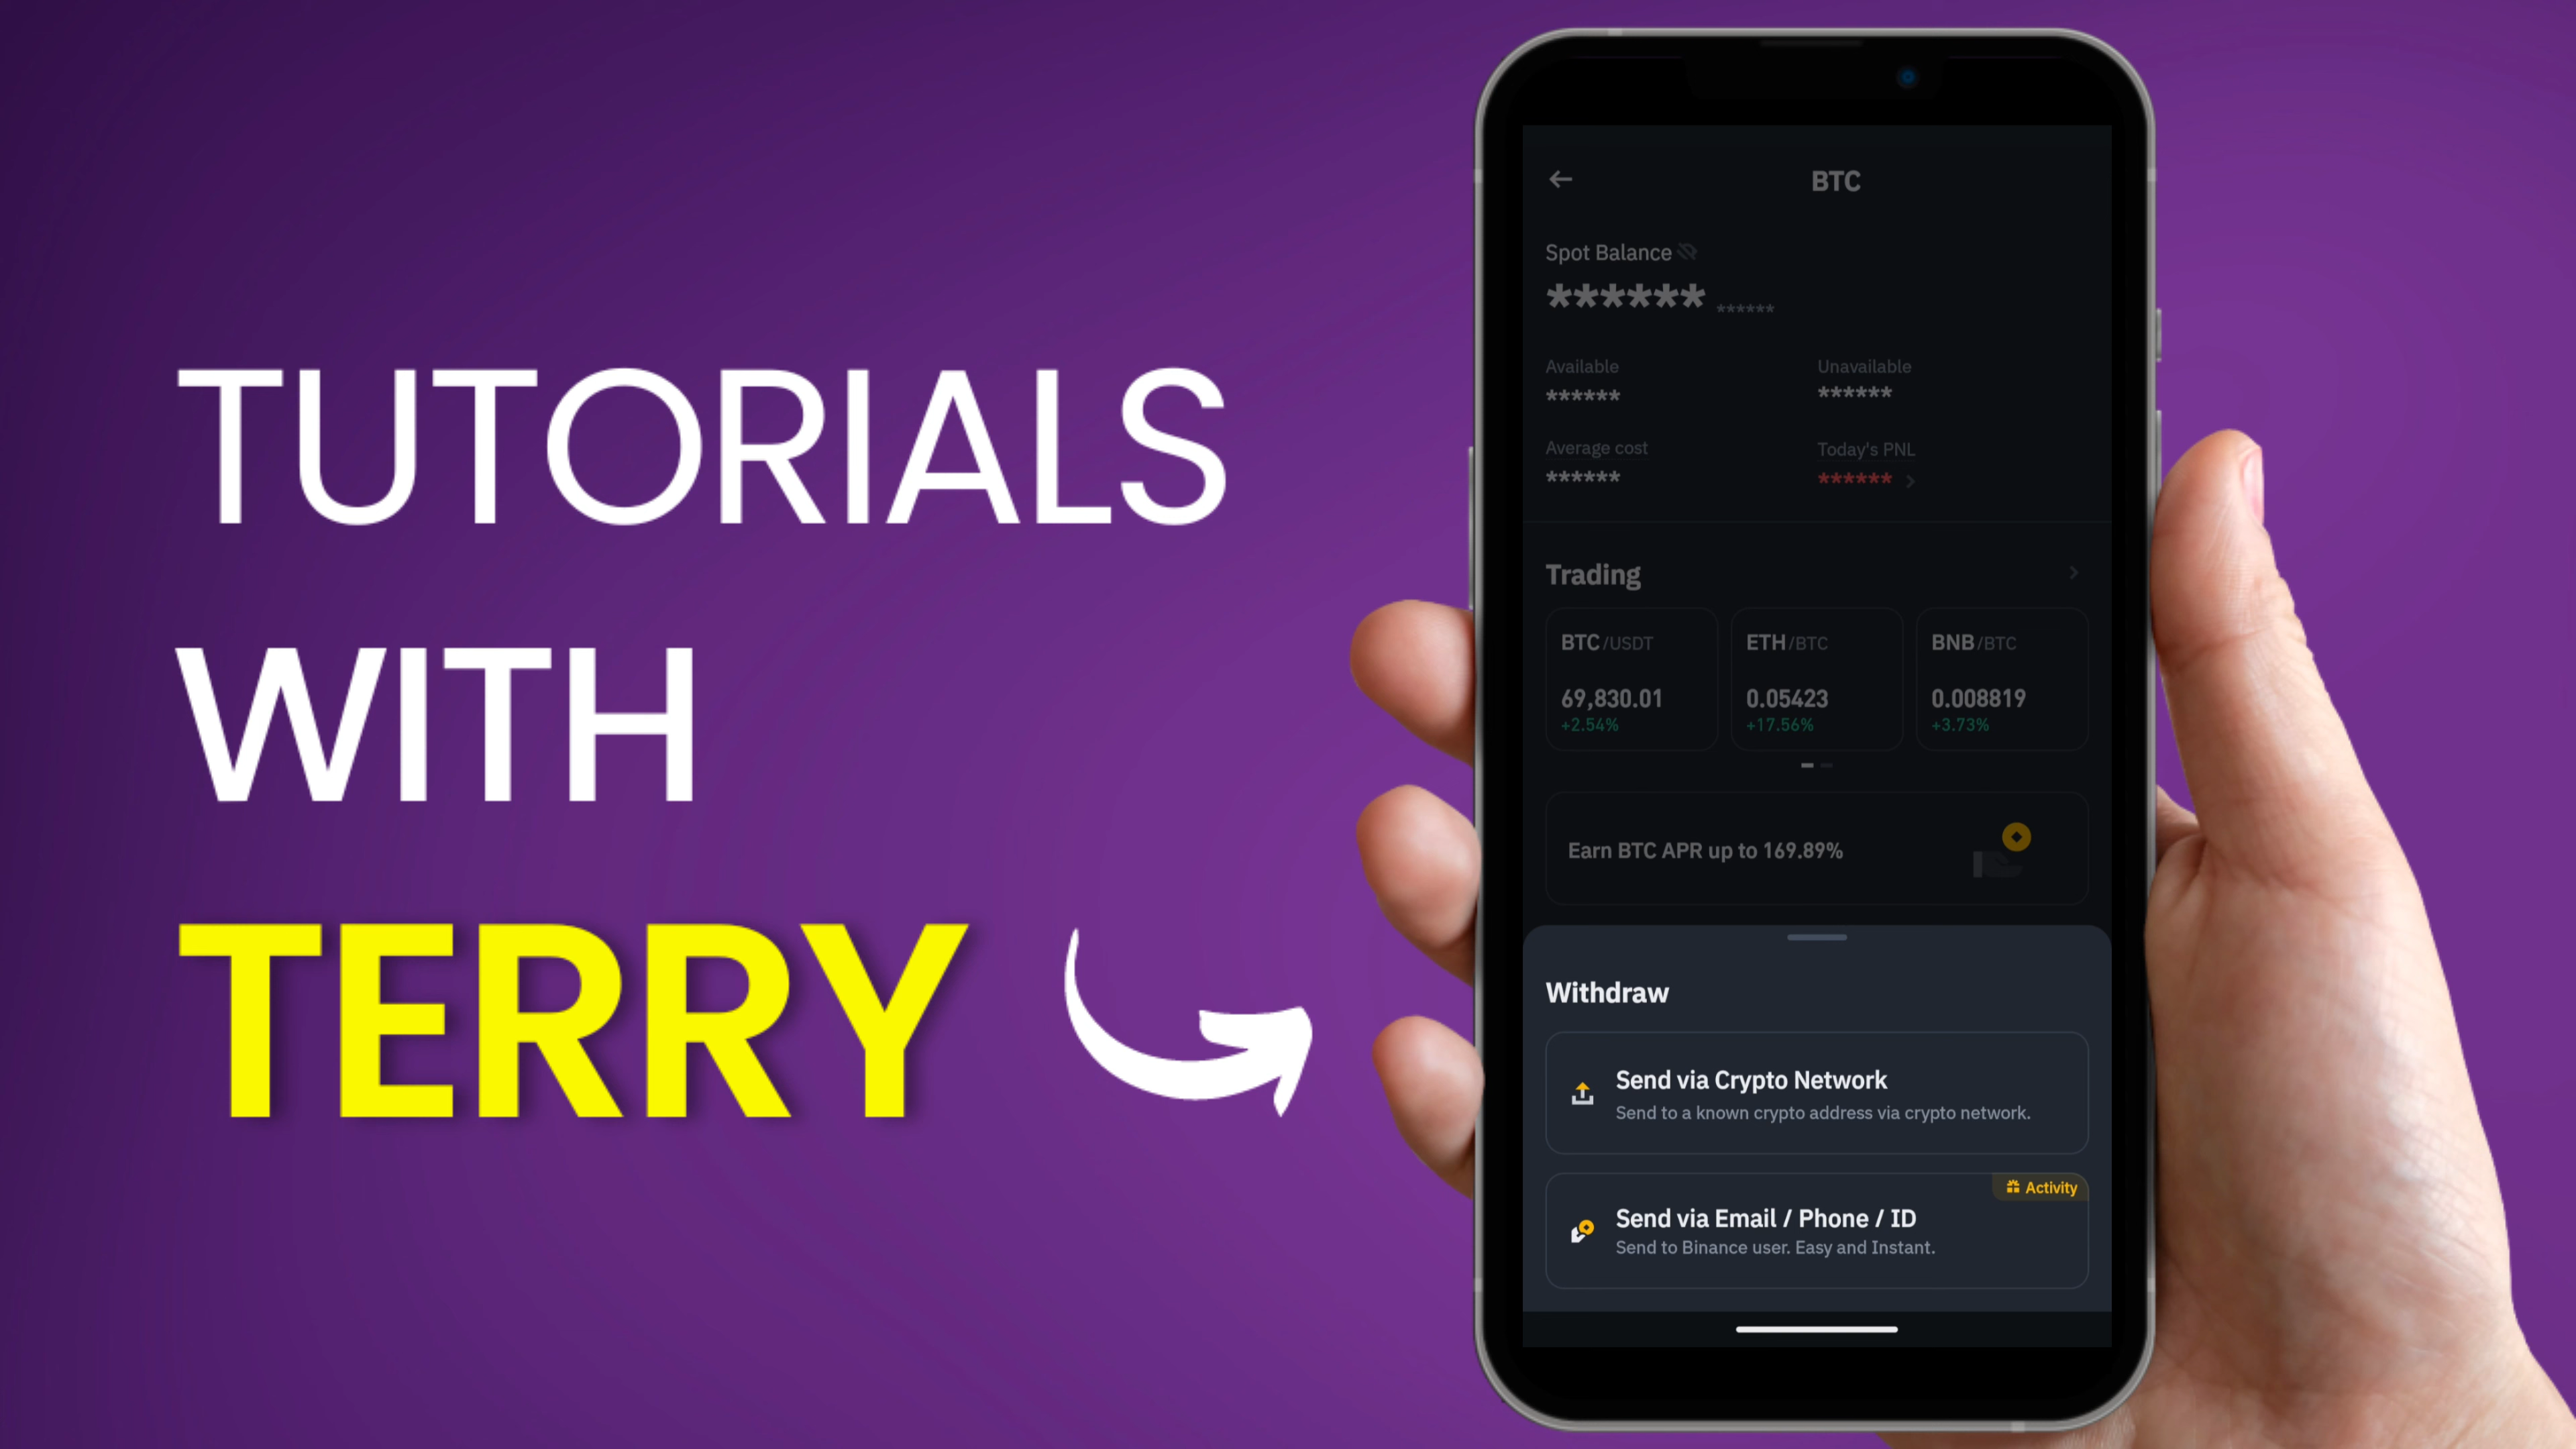 TUTORIALS
WITH
TERRY
BTC
Spot Balance
****** ******
Available Unavailable
****** ******
Average cost Today's PNL
****** ******
Trading
BTC/USDT ETH/BTC BNB/BTC
69,830.01 0.05423 0.008819
+2.54% +17.56% +3.73%
Earn BTC APR up to 169.89%
Withdraw
Send via Crypto Network
Send to a known crypto address via crypto network.
Activity
Send via Email / Phone / ID
Send to Binance user. Easy and Instant.